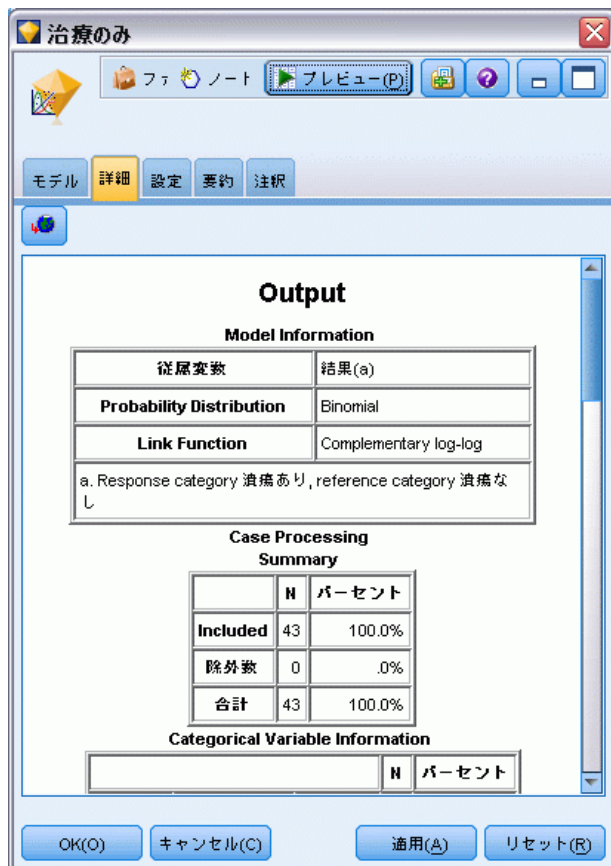 治療のみ
ファ ノート プレビュー(P)
モデル 詳細 設定 要約 注釈
Output
Model Information
従属変数 結果(a)
Probability Distribution Binomial
Link Function Complementary log-log
a. Response category 潰瘍あり, reference category 潰瘍な
し
Case Processing
Summary
N パーセント
Included 43 100.0%
除外数 0 .0%
合計 43 100.0%
Categorical Variable Information
N パーセント
OK(O) キャンセル(C) 適用(A) リセット(R)